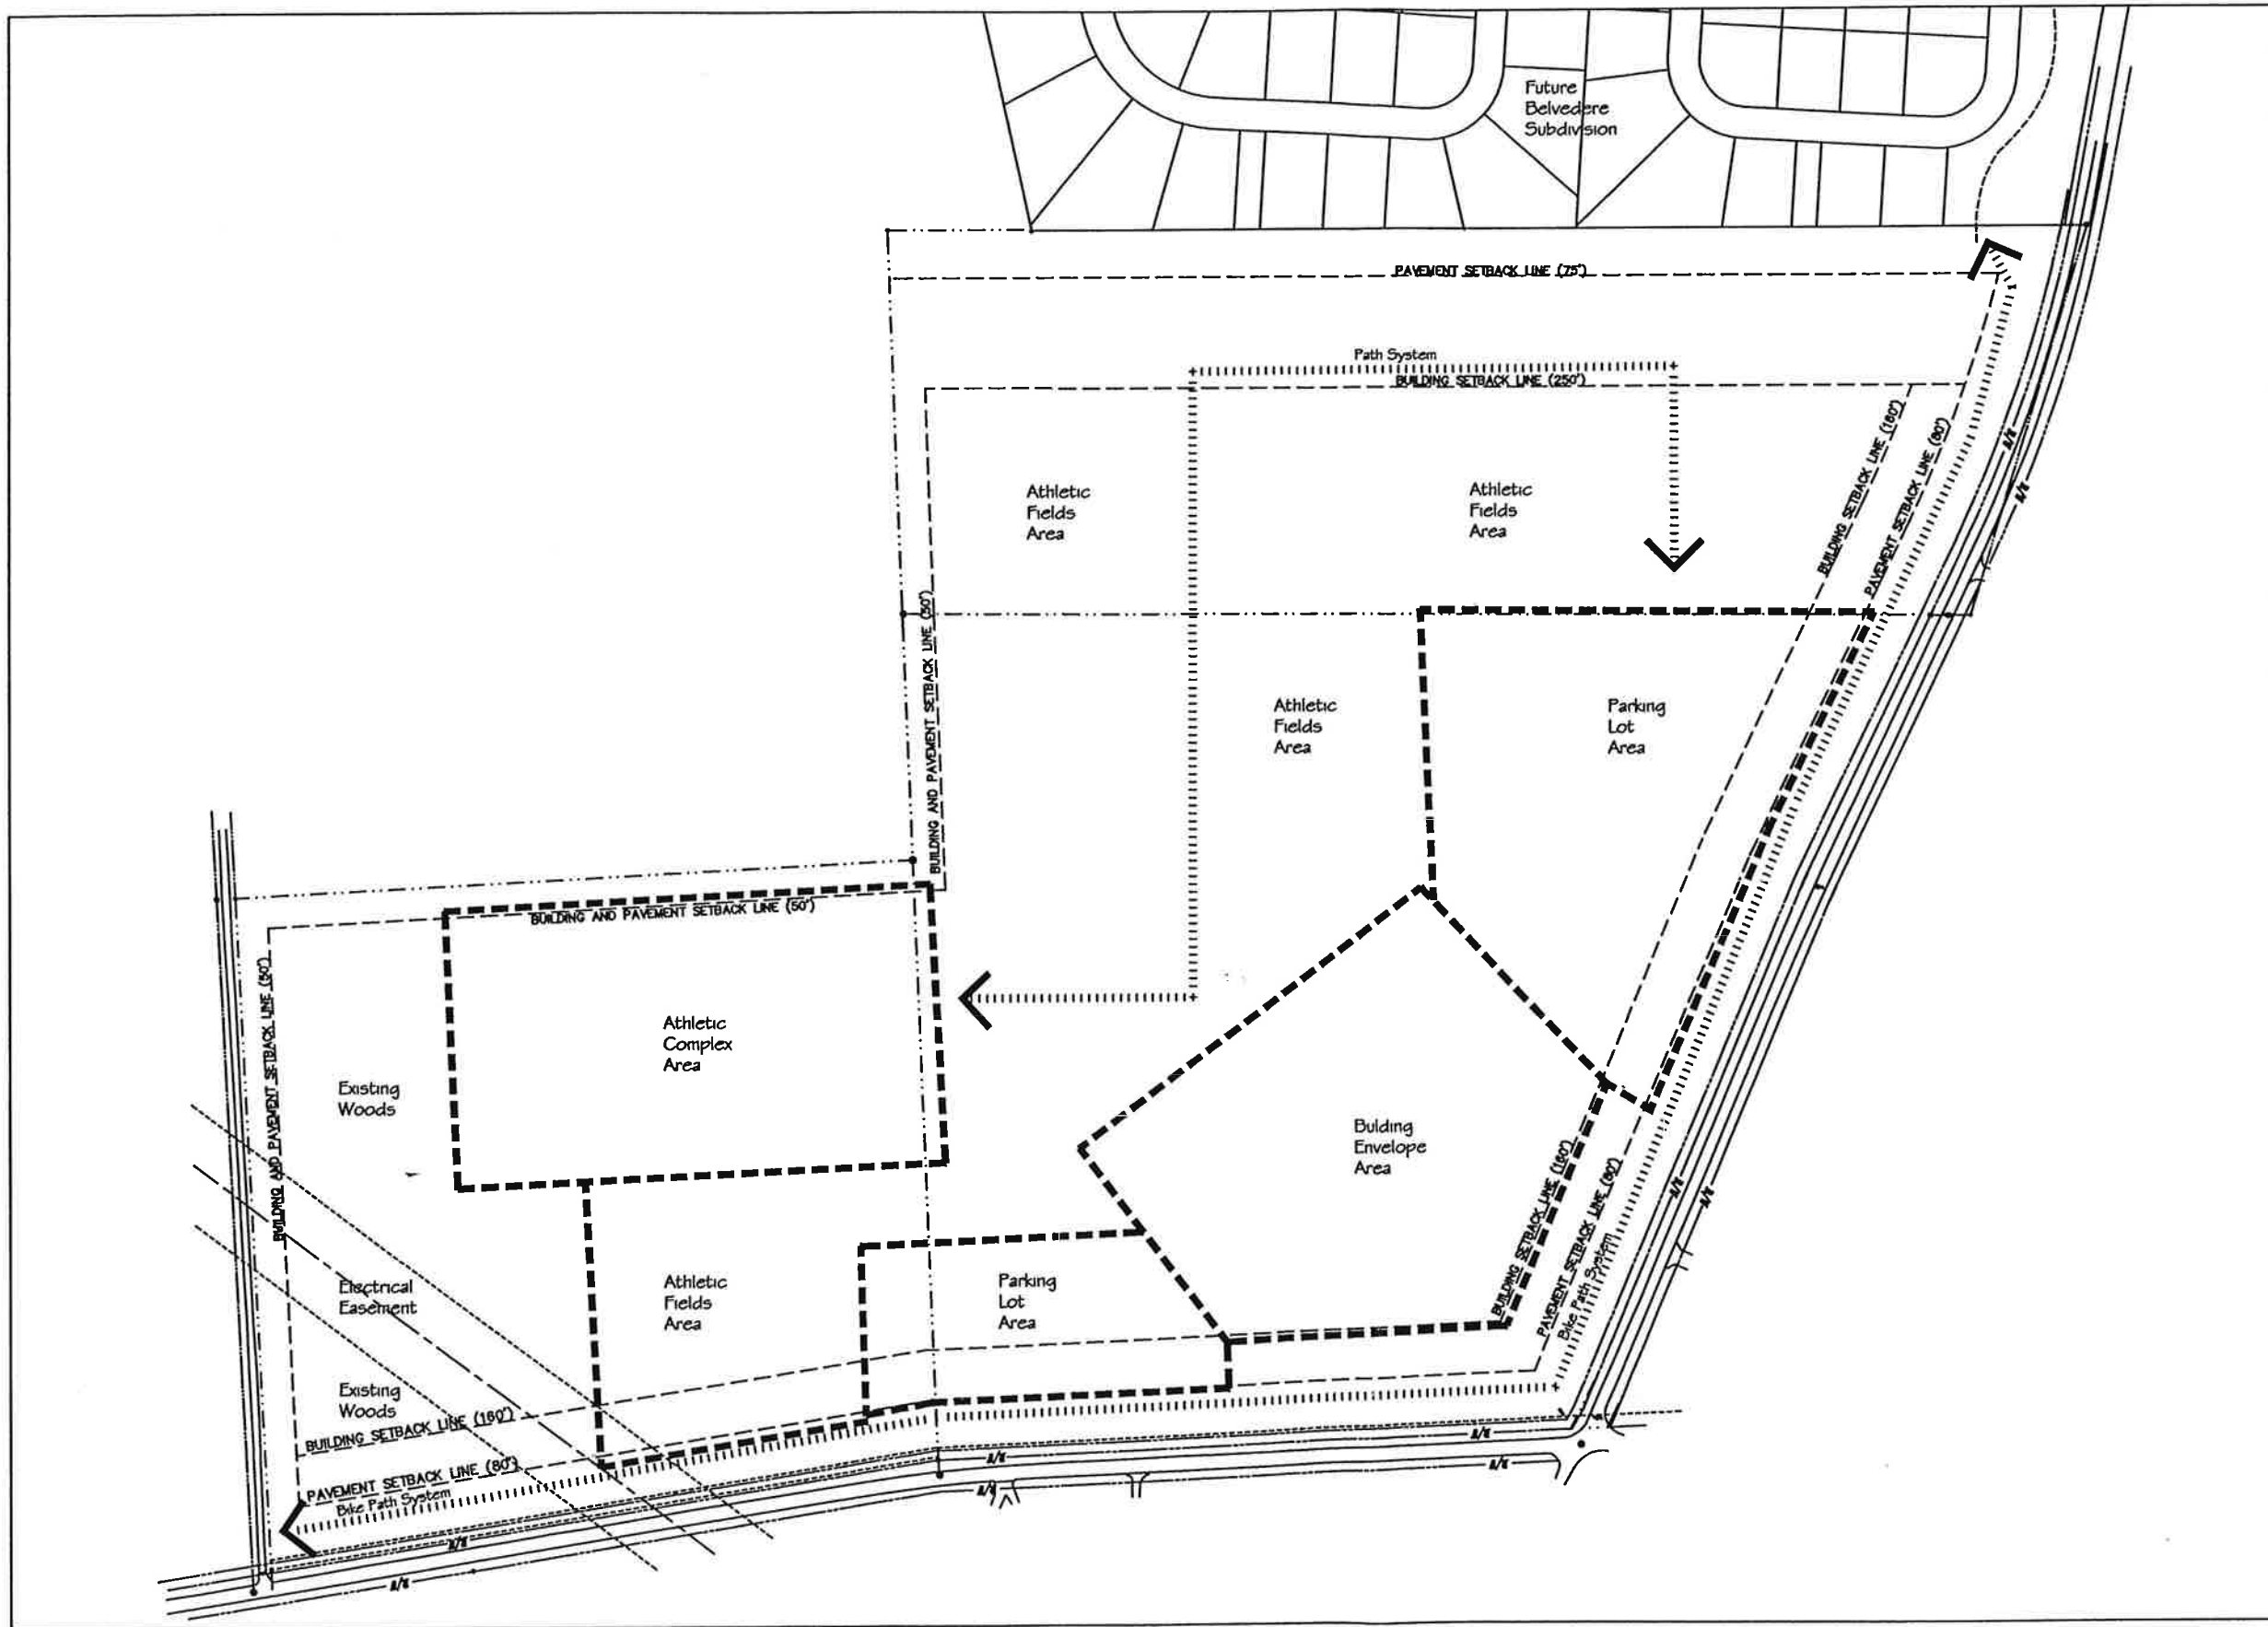 Future
Belvedere
Subdivision
PAVEMENT SETBACK LINE (75')
Path System
BUILDING SETBACK LINE (250')
BUILDING SETBACK LINE (160')
PAVEMENT SETBACK LINE (80')
Athletic
Fields
Area
Athletic
Fields
Area
R/W
R/W
BUILDING AND PAVEMENT SETBACK LINE (50')
Athletic
Fields
Area
Parking
Lot
Area
BUILDING AND PAVEMENT SETBACK LINE (50')
BUILDING AND PAVEMENT SETBACK LINE (50')
Athletic
Complex
Area
Existing
Woods
Bulding
Envelope
Area
BUILDING SETBACK LINE (160')
PAVEMENT SETBACK LINE (80')
Bike Path System
R/W
R/W
Electrical
Easement
Athletic
Fields
Area
Parking
Lot
Area
Existing
Woods
BUILDING SETBACK LINE (160')
PAVEMENT SETBACK LINE (80')
Bike Path System
R/W
R/W
R/W
R/W
R/W
R/W